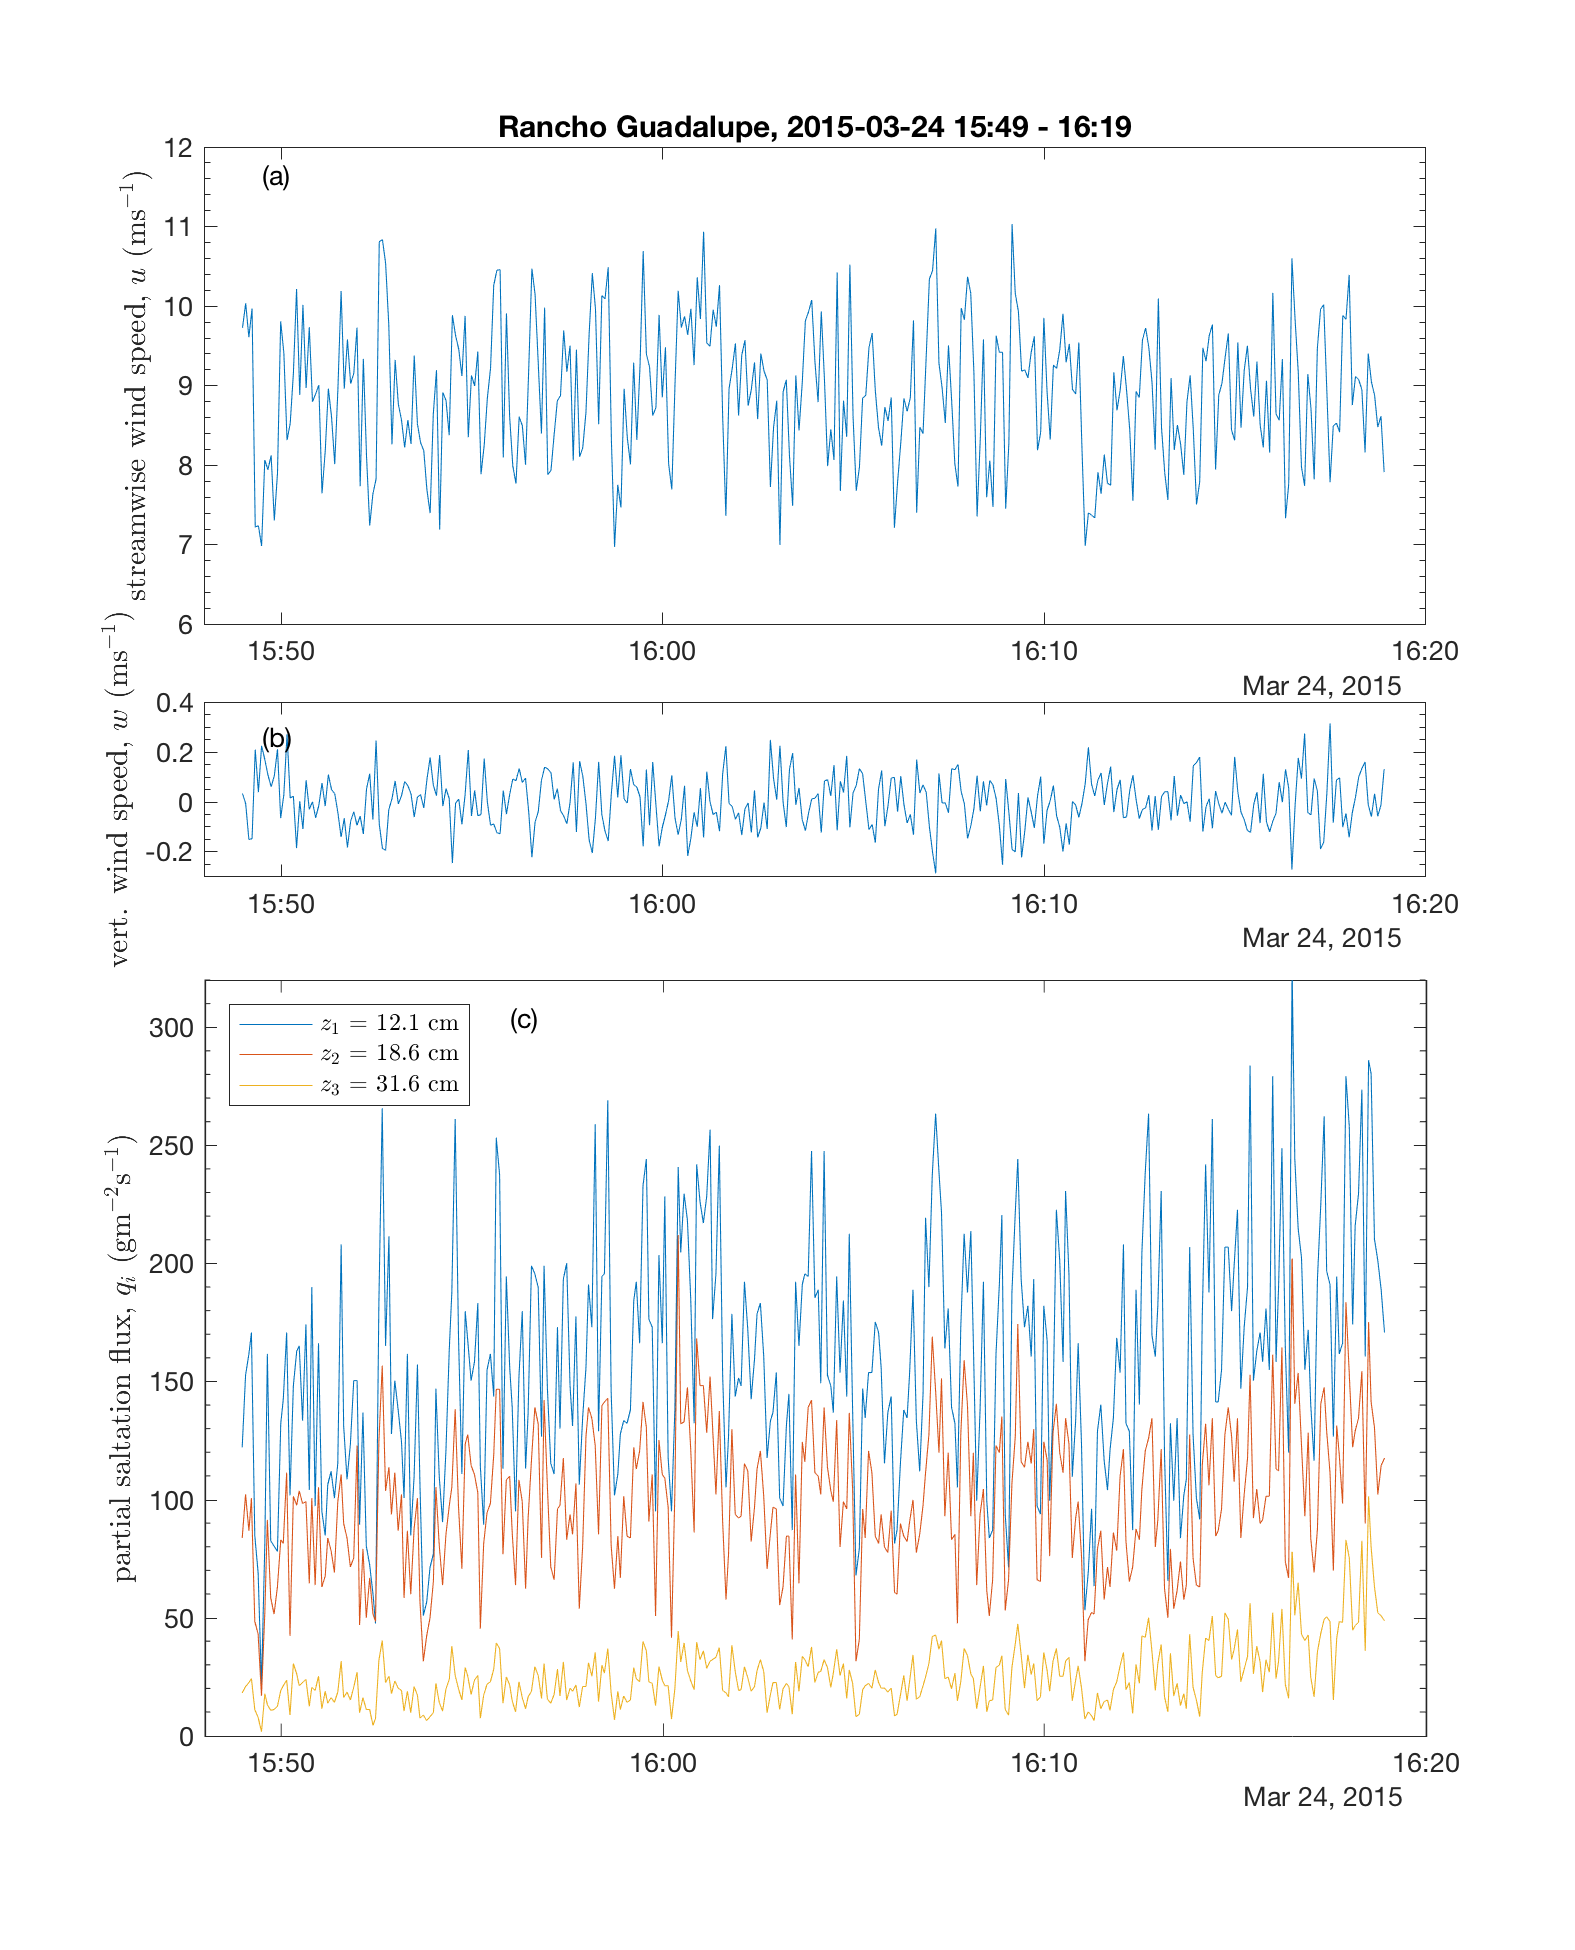 Rancho Guadalupe, 2015-03-24 15:49 - 16:19
(a)
streamwise wind speed, u (ms⁻¹)
12
11
10
9
8
7
6
15:50 16:00 16:10 16:20
Mar 24, 2015
(b)
vert. wind speed, w (ms⁻¹)
0.4
0.2
0
-0.2
15:50 16:00 16:10 16:20
Mar 24, 2015
(c)
z₁ = 12.1 cm
z₂ = 18.6 cm
z₃ = 31.6 cm
partial saltation flux, qᵢ (gm⁻²s⁻¹)
300
250
200
150
100
50
0
15:50 16:00 16:10 16:20
Mar 24, 2015